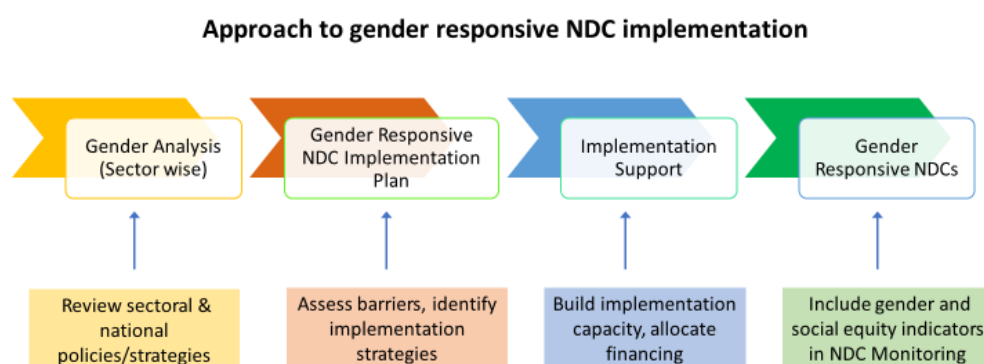 Approach to gender responsive NDC implementation
Gender Analysis
(Sector wise)
Gender Responsive
NDC Implementation
Plan
Implementation
Support
Gender
Responsive NDCs
Review sectoral &
national
policies/strategies
Assess barriers, identify
implementation
strategies
Build implementation
capacity, allocate
financing
Include gender and
social equity indicators
in NDC Monitoring